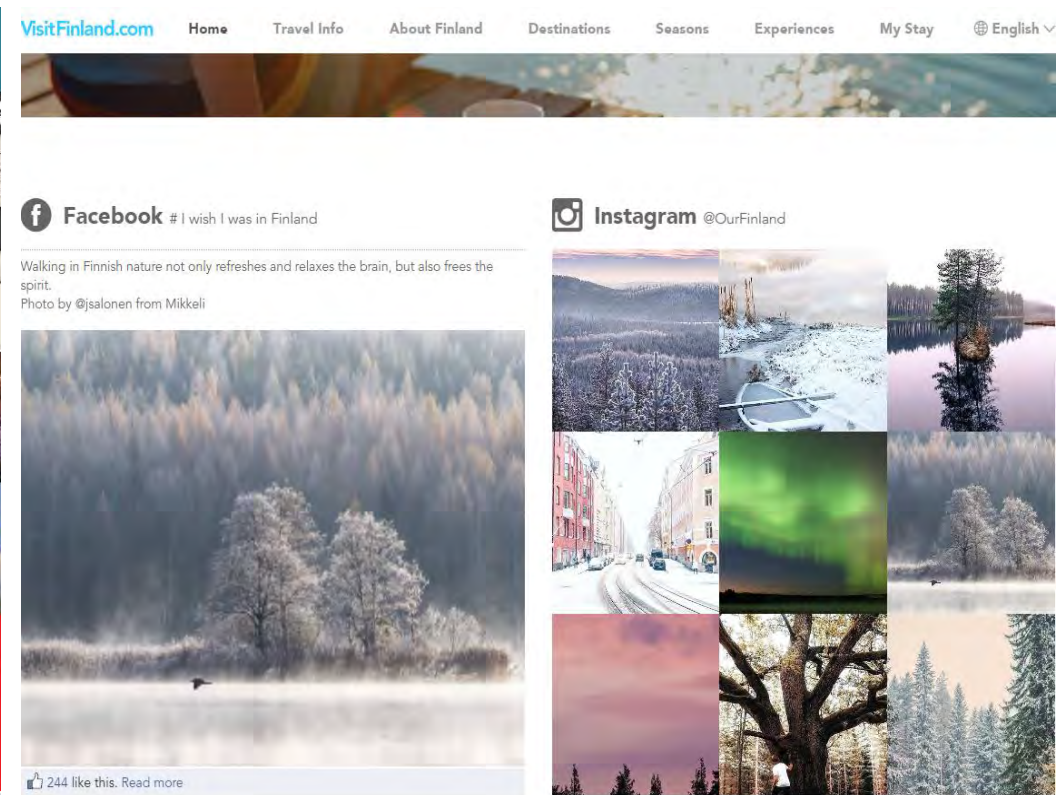 VisitFinland.com Home Travel Info About Finland Destinations Seasons Experiences My Stay English
Facebook # I wish I was in Finland
Walking in Finnish nature not only refreshes and relaxes the brain, but also frees the
spirit.
Photo by @jsalonen from Mikkeli
244 like this. Read more
Instagram @OurFinland